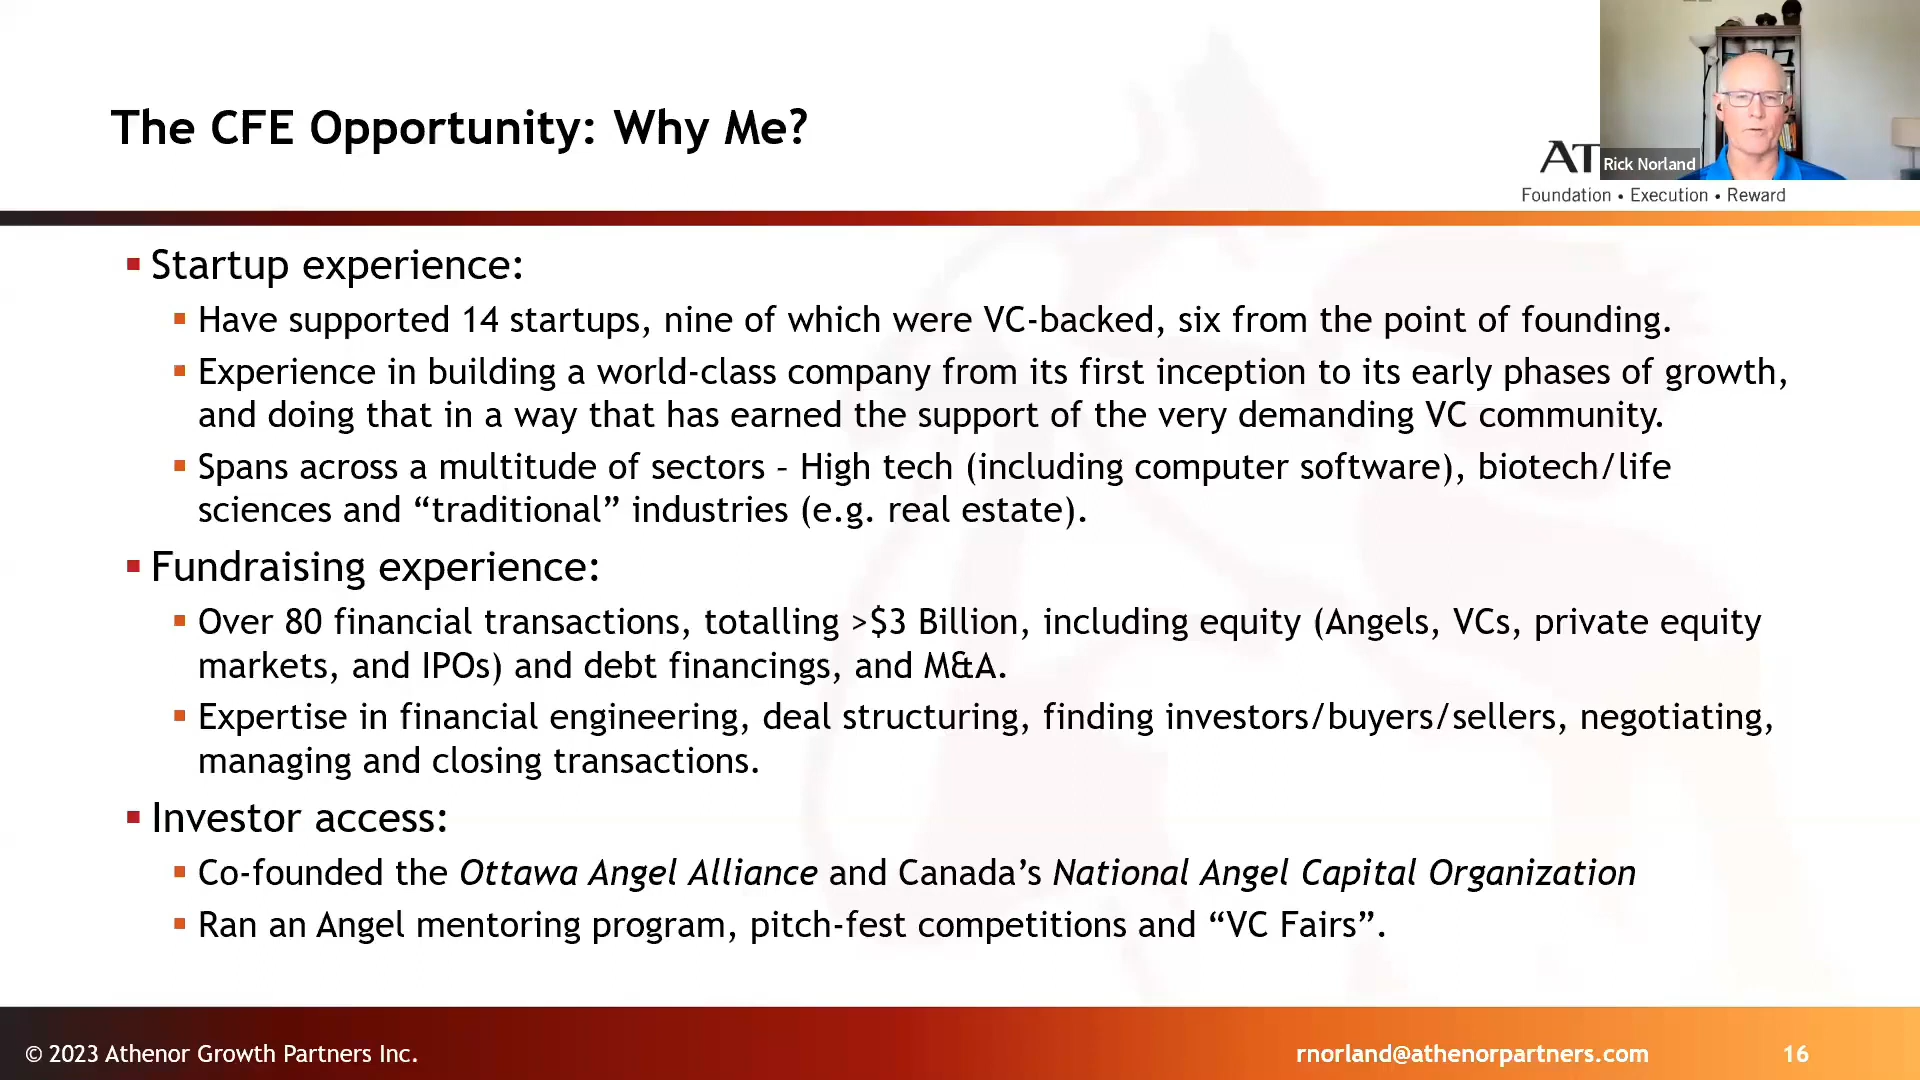 The CFE Opportunity: Why Me?
AT
Rick Norland
Foundation • Execution • Reward
Startup experience:
Have supported 14 startups, nine of which were VC-backed, six from the point of founding.
Experience in building a world-class company from its first inception to its early phases of growth,
and doing that in a way that has earned the support of the very demanding VC community.
Spans across a multitude of sectors – High tech (including computer software), biotech/life
sciences and “traditional” industries (e.g. real estate).
Fundraising experience:
Over 80 financial transactions, totalling >$3 Billion, including equity (Angels, VCs, private equity
markets, and IPOs) and debt financings, and M&A.
Expertise in financial engineering, deal structuring, finding investors/buyers/sellers, negotiating,
managing and closing transactions.
Investor access:
Co-founded the Ottawa Angel Alliance and Canada’s National Angel Capital Organization
Ran an Angel mentoring program, pitch-fest competitions and “VC Fairs”.
© 2023 Athenor Growth Partners Inc.
rnorland@athenorpartners.com
16